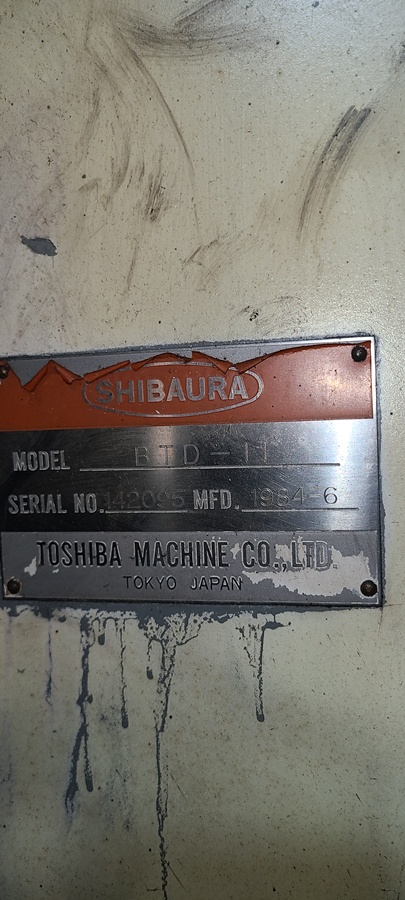 SHIBAURA
MODEL BTD-11
SERIAL NO. 142095 MFD. 1984-6
TOSHIBA MACHINE CO.,LTD.
TOKYO JAPAN